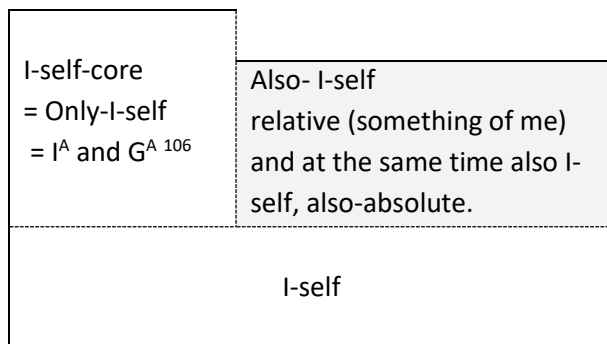 I-self-core
= Only-I-self
= Iᴬ and Gᴬ ¹⁰⁶
Also- I-self
relative (something of me)
and at the same time also I-
self, also-absolute.
I-self